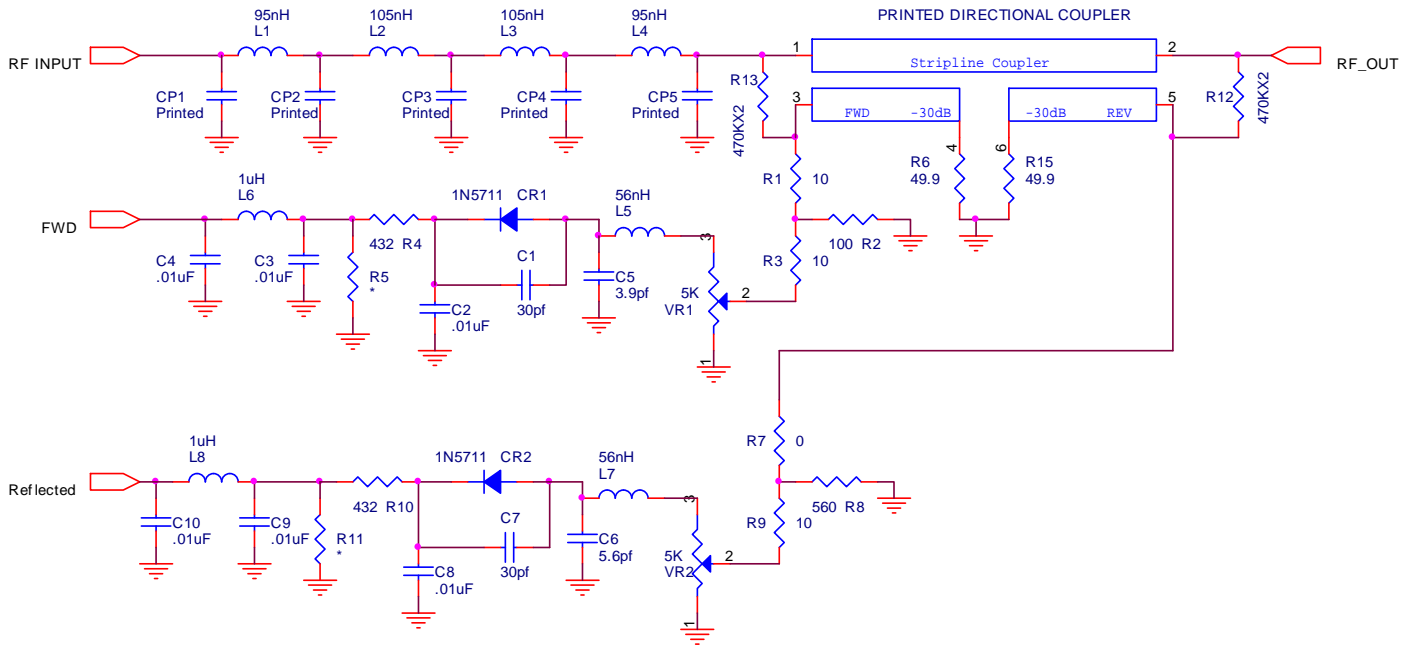 PRINTED DIRECTIONAL COUPLER
95nH
L1
105nH
L2
105nH
L3
95nH
L4
RF INPUT
CP1
Printed
CP2
Printed
CP3
Printed
CP4
Printed
CP5
Printed
R13
470KX2
1
Stripline Coupler
2
RF_OUT
3
FWD -30dB
4
-30dB REV
6
5
R12
470KX2
R1
10
R6
49.9
R15
49.9
100 R2
R3
10
FWD
1uH
L6
C4
.01uF
C3
.01uF
R5
*
432 R4
1N5711 CR1
C1
30pf
C2
.01uF
56nH
L5
C5
3.9pf
3
5K
VR1
2
1
R7
0
560 R8
R9
10
Reflected
1uH
L8
C10
.01uF
C9
.01uF
R11
*
432 R10
1N5711 CR2
C7
30pf
C8
.01uF
56nH
L7
C6
5.6pf
3
5K
VR2
2
1